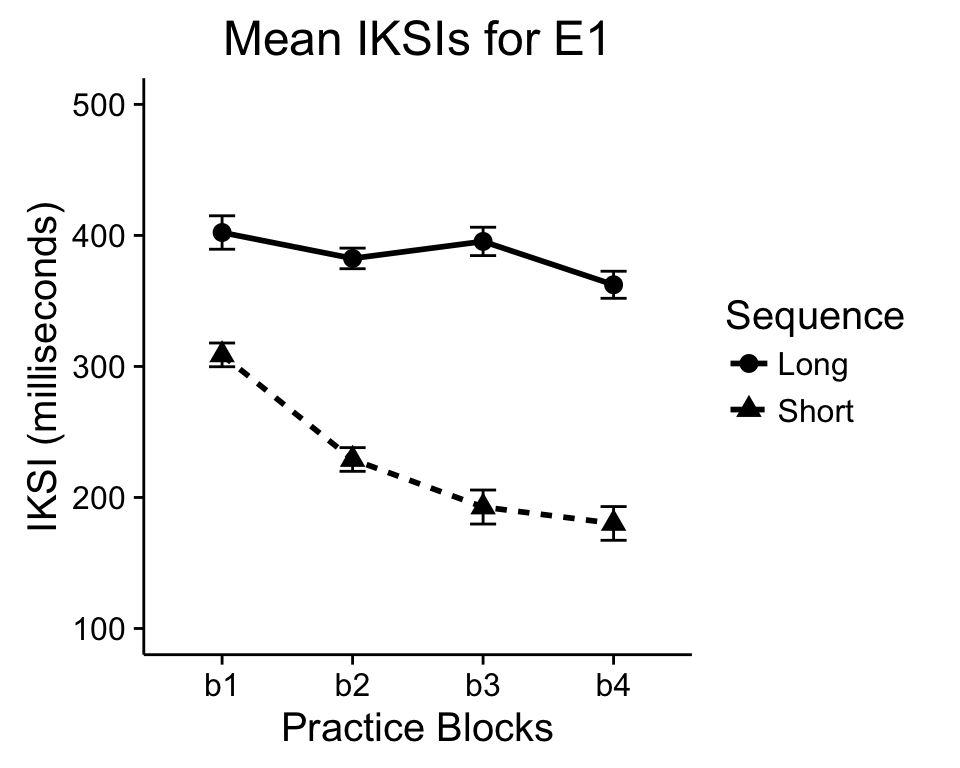 Mean IKSIs for E1
500
400
300
200
100
IKSI (milliseconds)
b1 b2 b3 b4
Practice Blocks
Sequence
Long
Short